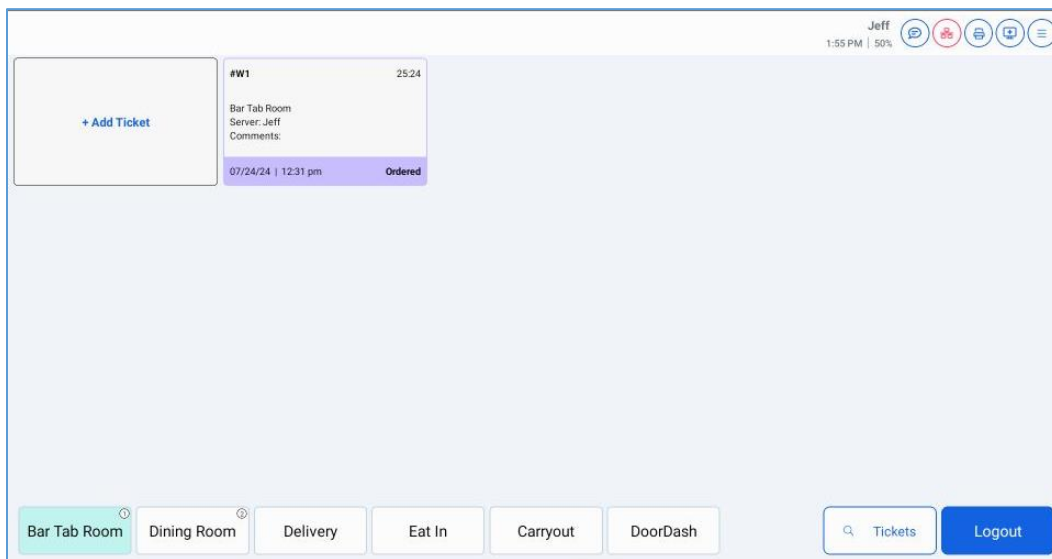 Jeff
1:55 PM | 50%
+ Add Ticket
#W1 25:24
Bar Tab Room
Server: Jeff
Comments:
07/24/24 | 12:31 pm Ordered
Bar Tab Room 1
Dining Room 2
Delivery
Eat In
Carryout
DoorDash
Tickets
Logout